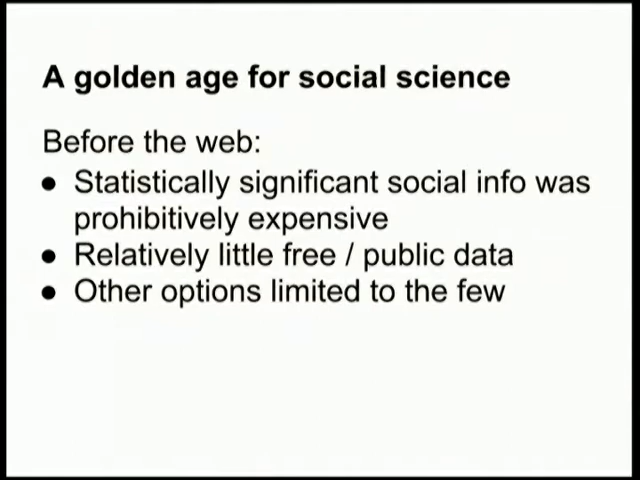 A golden age for social science
Before the web:
● Statistically significant social info was
prohibitively expensive
● Relatively little free / public data
● Other options limited to the few